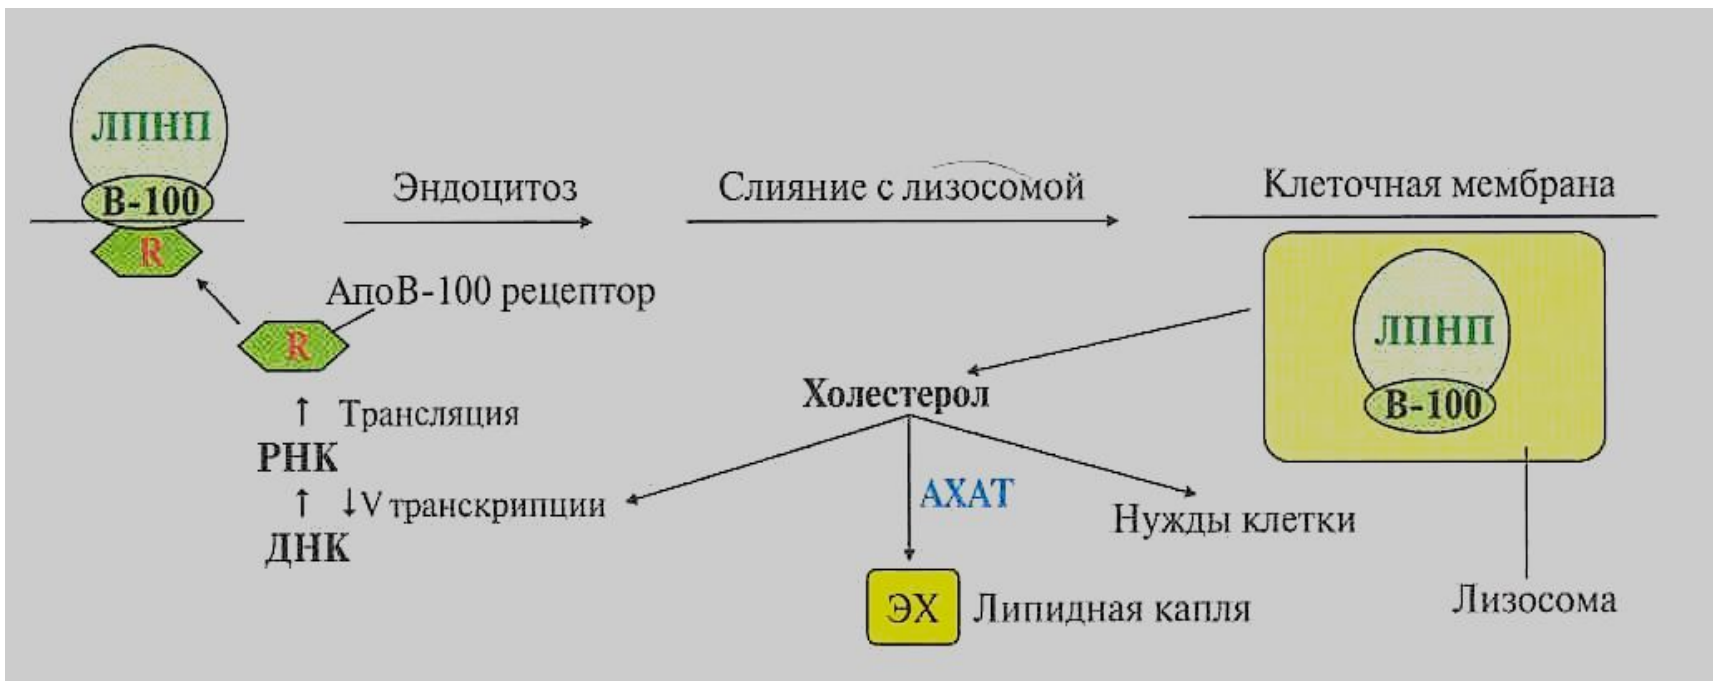 ЛПНП
В-100
R
Эндоцитоз
Слияние с лизосомой
Клеточная мембрана
АпоВ-100 рецептор
R
ЛПНП
В-100
Холестерол
↑ Трансляция
РНК
↑ ↓V транскрипции
ДНК
АХАТ
Нужды клетки
ЭХ Липидная капля
Лизосома